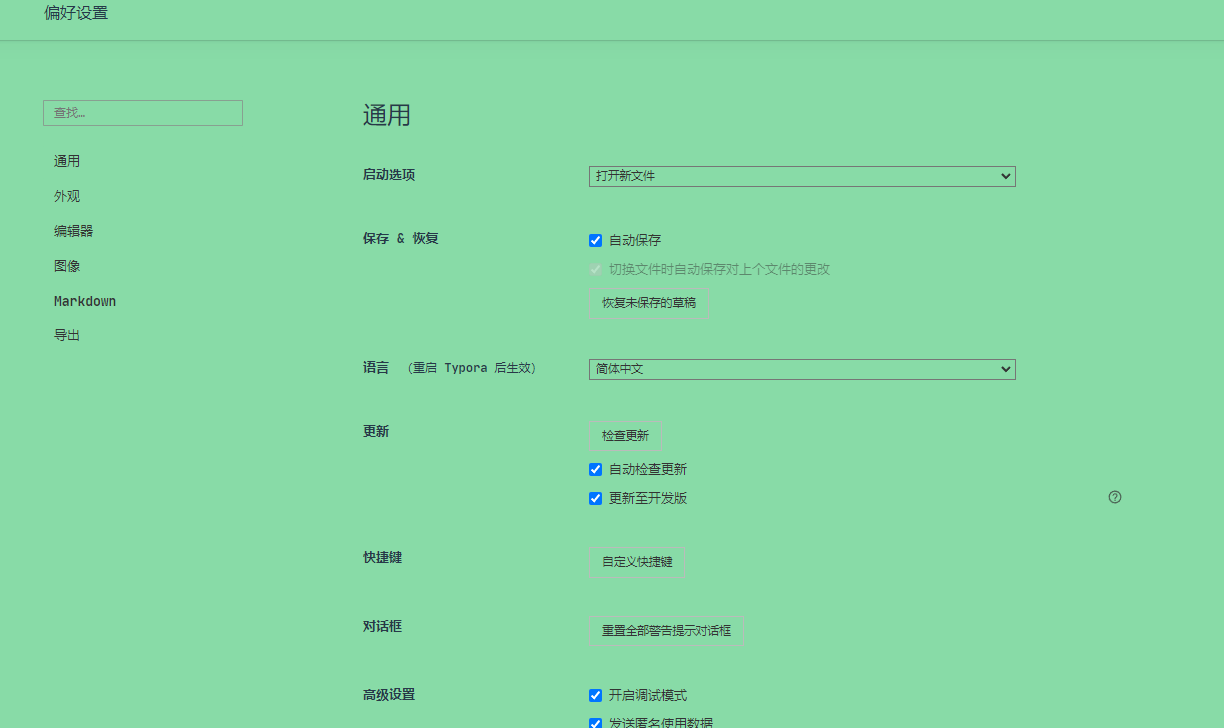 偏好设置
查找…
通用
外观
编辑器
图像
Markdown
导出
通用
启动选项
打开新文件
保存 & 恢复
自动保存
切换文件时自动保存对上个文件的更改
恢复未保存的草稿
语言 (重启 Typora 后生效)
简体中文
更新
检查更新
自动检查更新
更新至开发版
快捷键
自定义快捷键
对话框
重置全部警告提示对话框
高级设置
开启调试模式
发送匿名使用数据